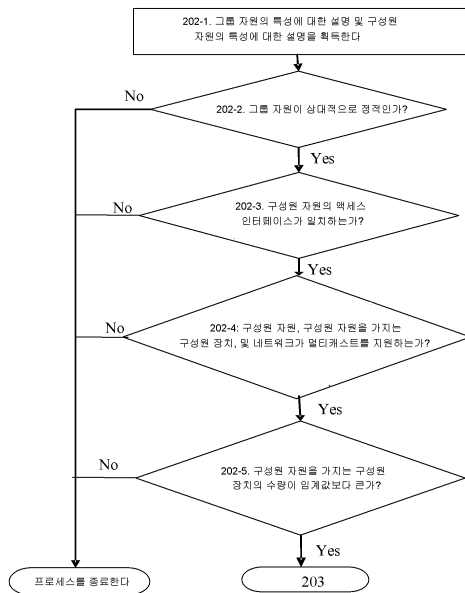 202-1. 그룹 자원의 특성에 대한 설명 및 구성원
자원의 특성에 대한 설명을 획득한다
No
202-2. 그룹 자원이 상대적으로 정적인가?
Yes
No
202-3. 구성원 자원의 액세스
인터페이스가 일치하는가?
Yes
No
202-4: 구성원 자원, 구성원 자원을 가지는
구성원 장치, 및 네트워크가 멀티캐스트를 지원하는가?
Yes
No
202-5. 구성원 자원을 가지는 구성원
장치의 수량이 임계값보다 큰가?
Yes
프로세스를 종료한다
203